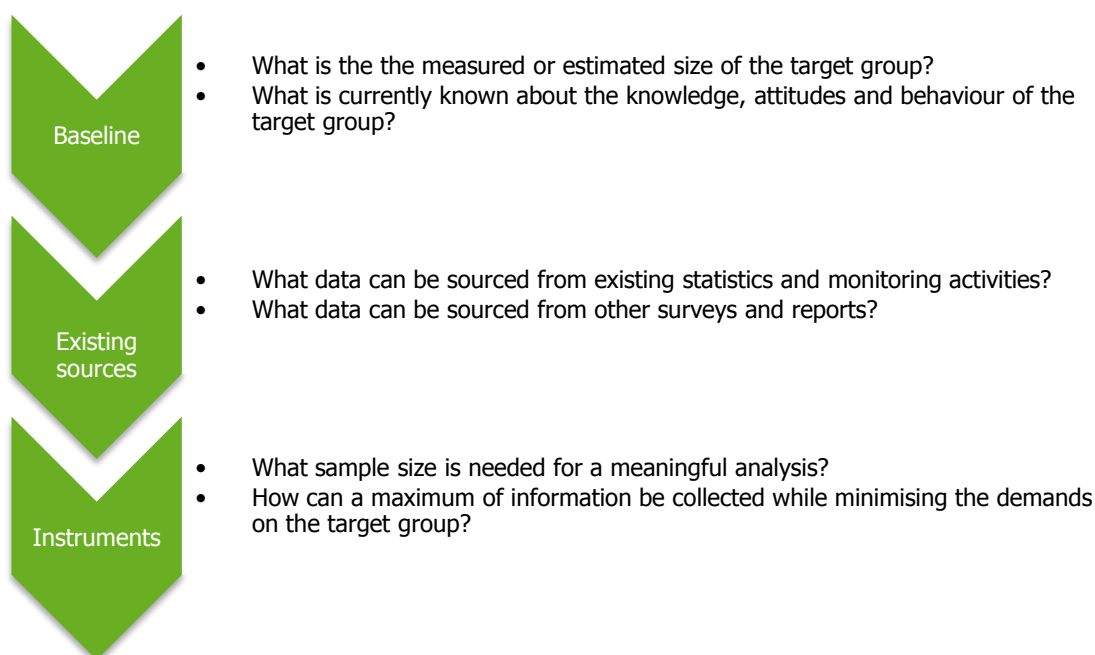 Baseline
• What is the the measured or estimated size of the target group?
• What is currently known about the knowledge, attitudes and behaviour of the
target group?
Existing
sources
• What data can be sourced from existing statistics and monitoring activities?
• What data can be sourced from other surveys and reports?
Instruments
• What sample size is needed for a meaningful analysis?
• How can a maximum of information be collected while minimising the demands
on the target group?